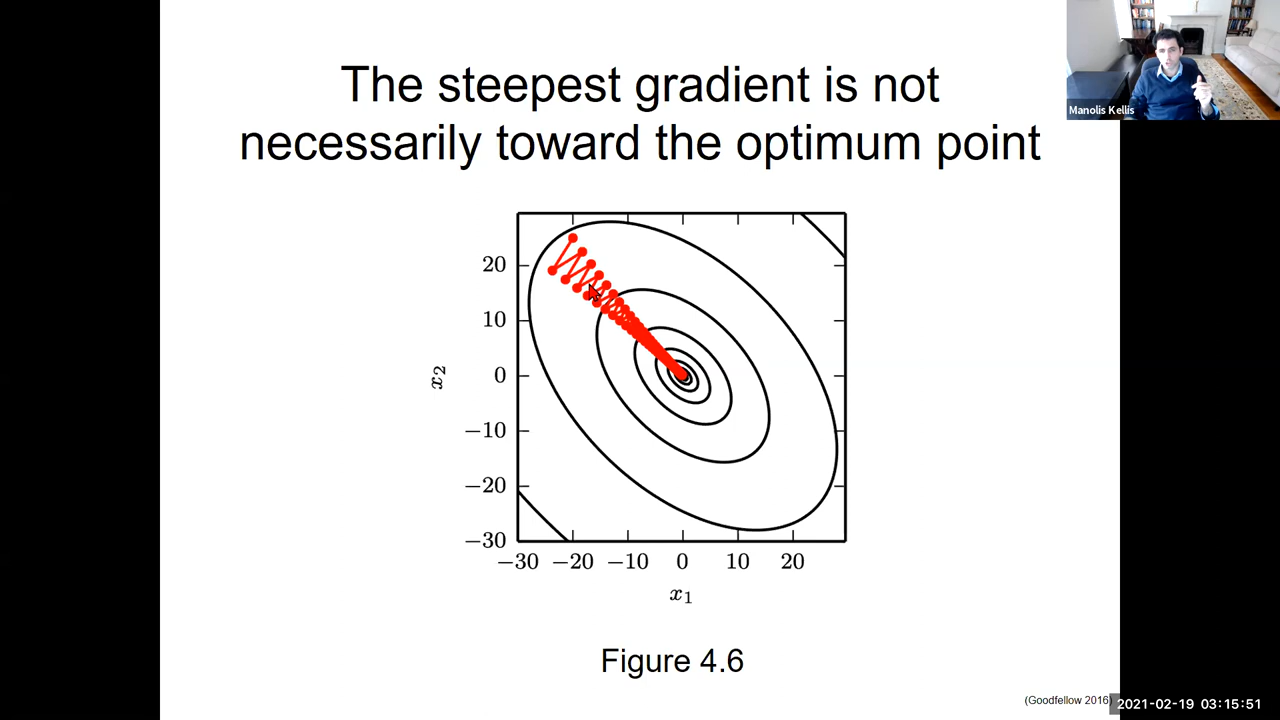 The steepest gradient is not
necessarily toward the optimum point
Manolis Kellis
20
10
0
−10
−20
−30
x2
−30 −20 −10 0 10 20
x1
Figure 4.6
(Goodfellow 2016)
2021-02-19 03:15:51